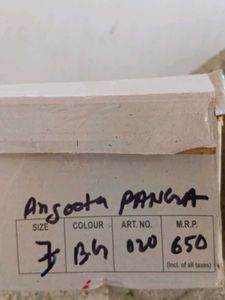 Angoota PANGA
SIZE COLOUR ART. NO. M.R.P.
7 BG 020 650
(Incl. of all taxes)